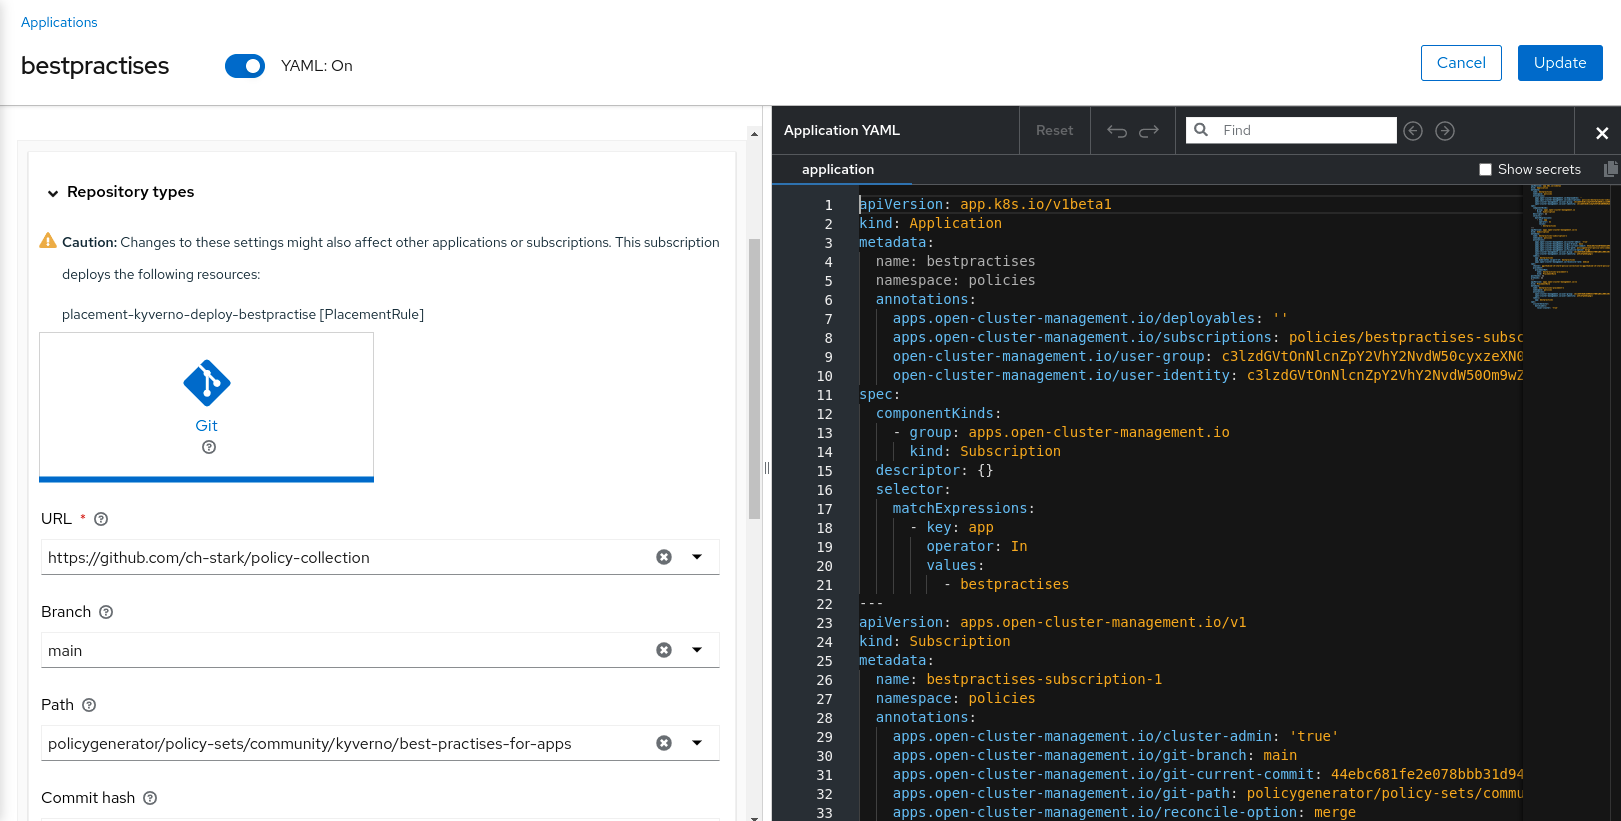 Applications
bestpractises
YAML: On
Cancel
Update
Repository types
Caution: Changes to these settings might also affect other applications or subscriptions. This subscription
deploys the following resources:
placement-kyverno-deploy-bestpractise [PlacementRule]
Git
URL *
https://github.com/ch-stark/policy-collection
Branch
main
Path
policygenerator/policy-sets/community/kyverno/best-practises-for-apps
Commit hash
Application YAML
Reset
Find
application
Show secrets
1 apiVersion: app.k8s.io/v1beta1
2 kind: Application
3 metadata:
4 name: bestpractises
5 namespace: policies
6 annotations:
7 apps.open-cluster-management.io/deployables: ''
8 apps.open-cluster-management.io/subscriptions: policies/bestpractises-subsc
9 open-cluster-management.io/user-group: c3lzdGVtOnNlcnZpY2VhY2NvdW50cyxzeXN0
10 open-cluster-management.io/user-identity: c3lzdGVtOnNlcnZpY2VhY2NvdW50Om9wZ
11 spec:
12 componentKinds:
13 - group: apps.open-cluster-management.io
14 kind: Subscription
15 descriptor: {}
16 selector:
17 matchExpressions:
18 - key: app
19 operator: In
20 values:
21 - bestpractises
22 ---
23 apiVersion: apps.open-cluster-management.io/v1
24 kind: Subscription
25 metadata:
26 name: bestpractises-subscription-1
27 namespace: policies
28 annotations:
29 apps.open-cluster-management.io/cluster-admin: 'true'
30 apps.open-cluster-management.io/git-branch: main
31 apps.open-cluster-management.io/git-current-commit: 44ebc681fe2e078bbb31d94
32 apps.open-cluster-management.io/git-path: policygenerator/policy-sets/commu
33 apps.open-cluster-management.io/reconcile-option: merge